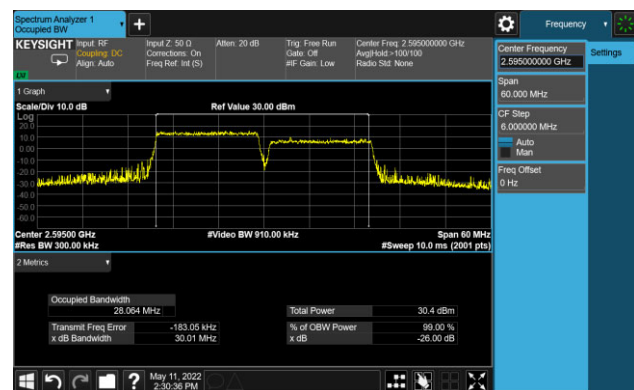 Spectrum Analyzer 1
Occupied BW
Frequency
KEYSIGHT
Input: RF
Coupling: DC
Align: Auto
Input Z: 50 Ω
Corrections: On
Freq Ref: Int (S)
Atten: 20 dB
Trig: Free Run
Gate: Off
#IF Gain: Low
Center Freq: 2.595000000 GHz
Avg|Hold:>100/100
Radio Std: None
Center Frequency
2.595000000 GHz
Settings
Span
60.000 MHz
CF Step
6.000000 MHz
Auto
Man
Freq Offset
0 Hz
1 Graph
Scale/Div 10.0 dB
Ref Value 30.00 dBm
Log
20.0
10.0
0.00
-10.0
-20.0
-30.0
-40.0
-50.0
-60.0
Center 2.59500 GHz
#Video BW 910.00 kHz
Span 60 MHz
#Res BW 300.00 kHz
#Sweep 10.0 ms (2001 pts)
2 Metrics
Occupied Bandwidth
28.064 MHz
Total Power 30.4 dBm
Transmit Freq Error -183.05 kHz
% of OBW Power 99.00 %
x dB Bandwidth 30.01 MHz
x dB -26.00 dB
May 11, 2022
2:30:36 PM